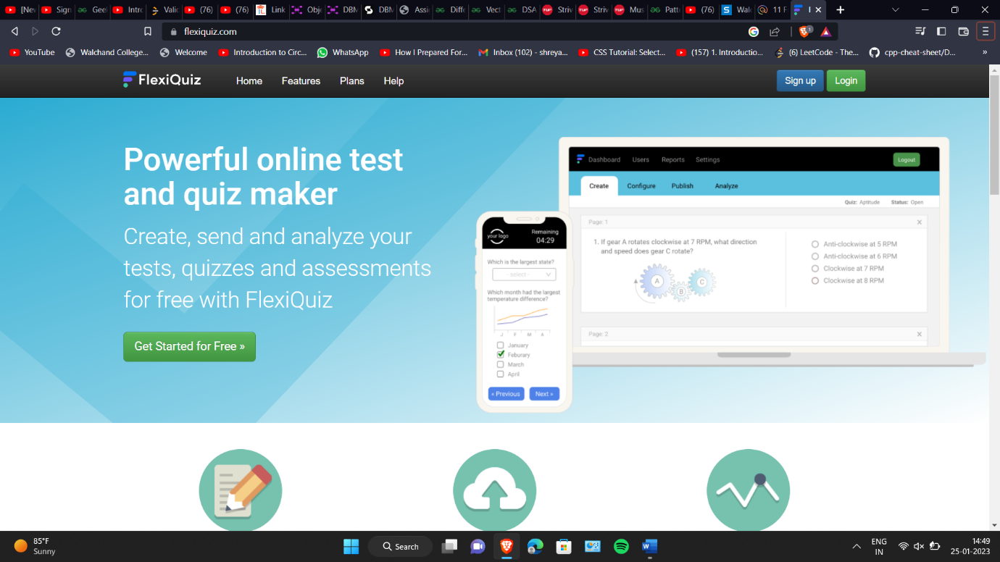 [Nev
Sign
Geel
Intro
Valid
(76)
(76)
Link
Obje
DBM
DBM
Assi
Diffe
Vect
DSA
Striv
Striv
Mus
Patte
(76)
Walc
11 F
flexiquiz.com
1
YouTube
Walchand College...
Welcome
Introduction to Circ...
WhatsApp
How I Prepared For...
Inbox (102) - shreya...
CSS Tutorial: Select...
(157) 1. Introductio...
(6) LeetCode - The...
cpp-cheat-sheet/D...
»
FlexiQuiz
Home
Features
Plans
Help
Sign up
Login
Powerful online test
and quiz maker
Create, send and analyze your
tests, quizzes and assessments
for free with FlexiQuiz
Get Started for Free »
your logo
Remaining
04:29
Which is the largest state?
- select -
Which month had the largest
temperature difference?
J F M A
January
Feburary
March
April
« Previous
Next »
Dashboard
Users
Reports
Settings
Logout
Create
Configure
Publish
Analyze
Quiz: Aptitude
Status: Open
Page: 1
1. If gear A rotates clockwise at 7 RPM, what direction
and speed does gear C rotate?
A
B
C
Anti-clockwise at 5 RPM
Anti-clockwise at 6 RPM
Clockwise at 7 RPM
Clockwise at 8 RPM
Page: 2
85°F
Sunny
Search
ENG
IN
14:49
25-01-2023